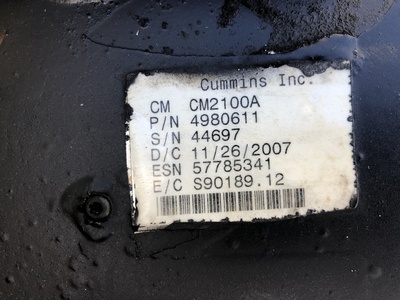 Cummins Inc.
CM CM2100A
P/N 4980611
S/N 44697
D/C 11/26/2007
ESN 57785341
E/C S90189.12